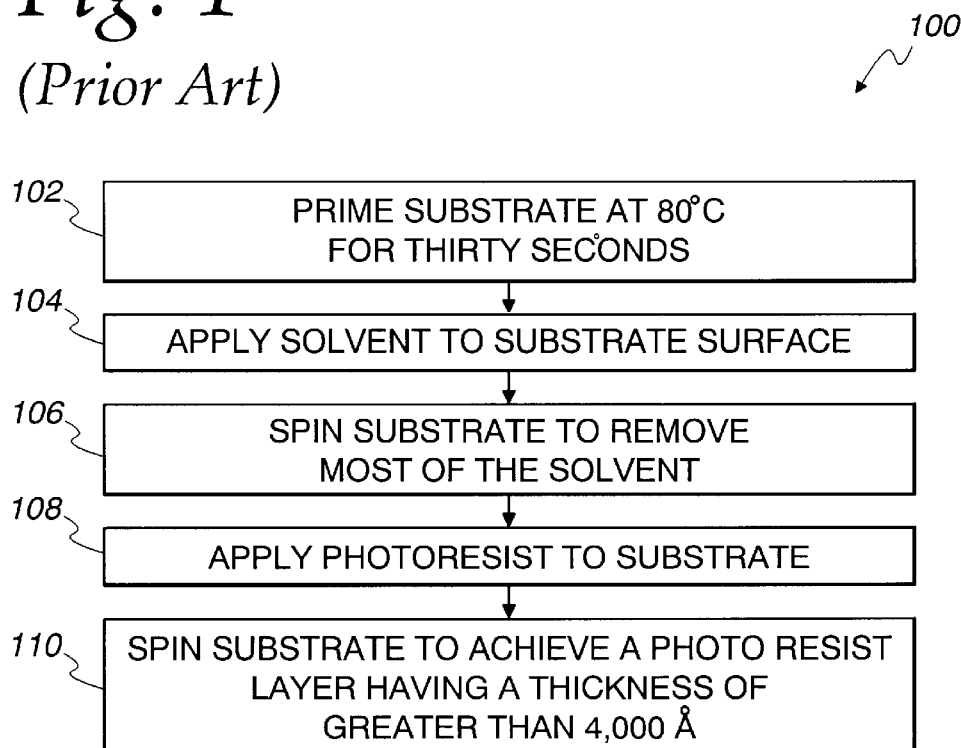 Fig. 1
(Prior Art)
100
102
PRIME SUBSTRATE AT 80°C
FOR THIRTY SECONDS
104
APPLY SOLVENT TO SUBSTRATE SURFACE
106
SPIN SUBSTRATE TO REMOVE
MOST OF THE SOLVENT
108
APPLY PHOTORESIST TO SUBSTRATE
110
SPIN SUBSTRATE TO ACHIEVE A PHOTO RESIST
LAYER HAVING A THICKNESS OF
GREATER THAN 4,000 Å